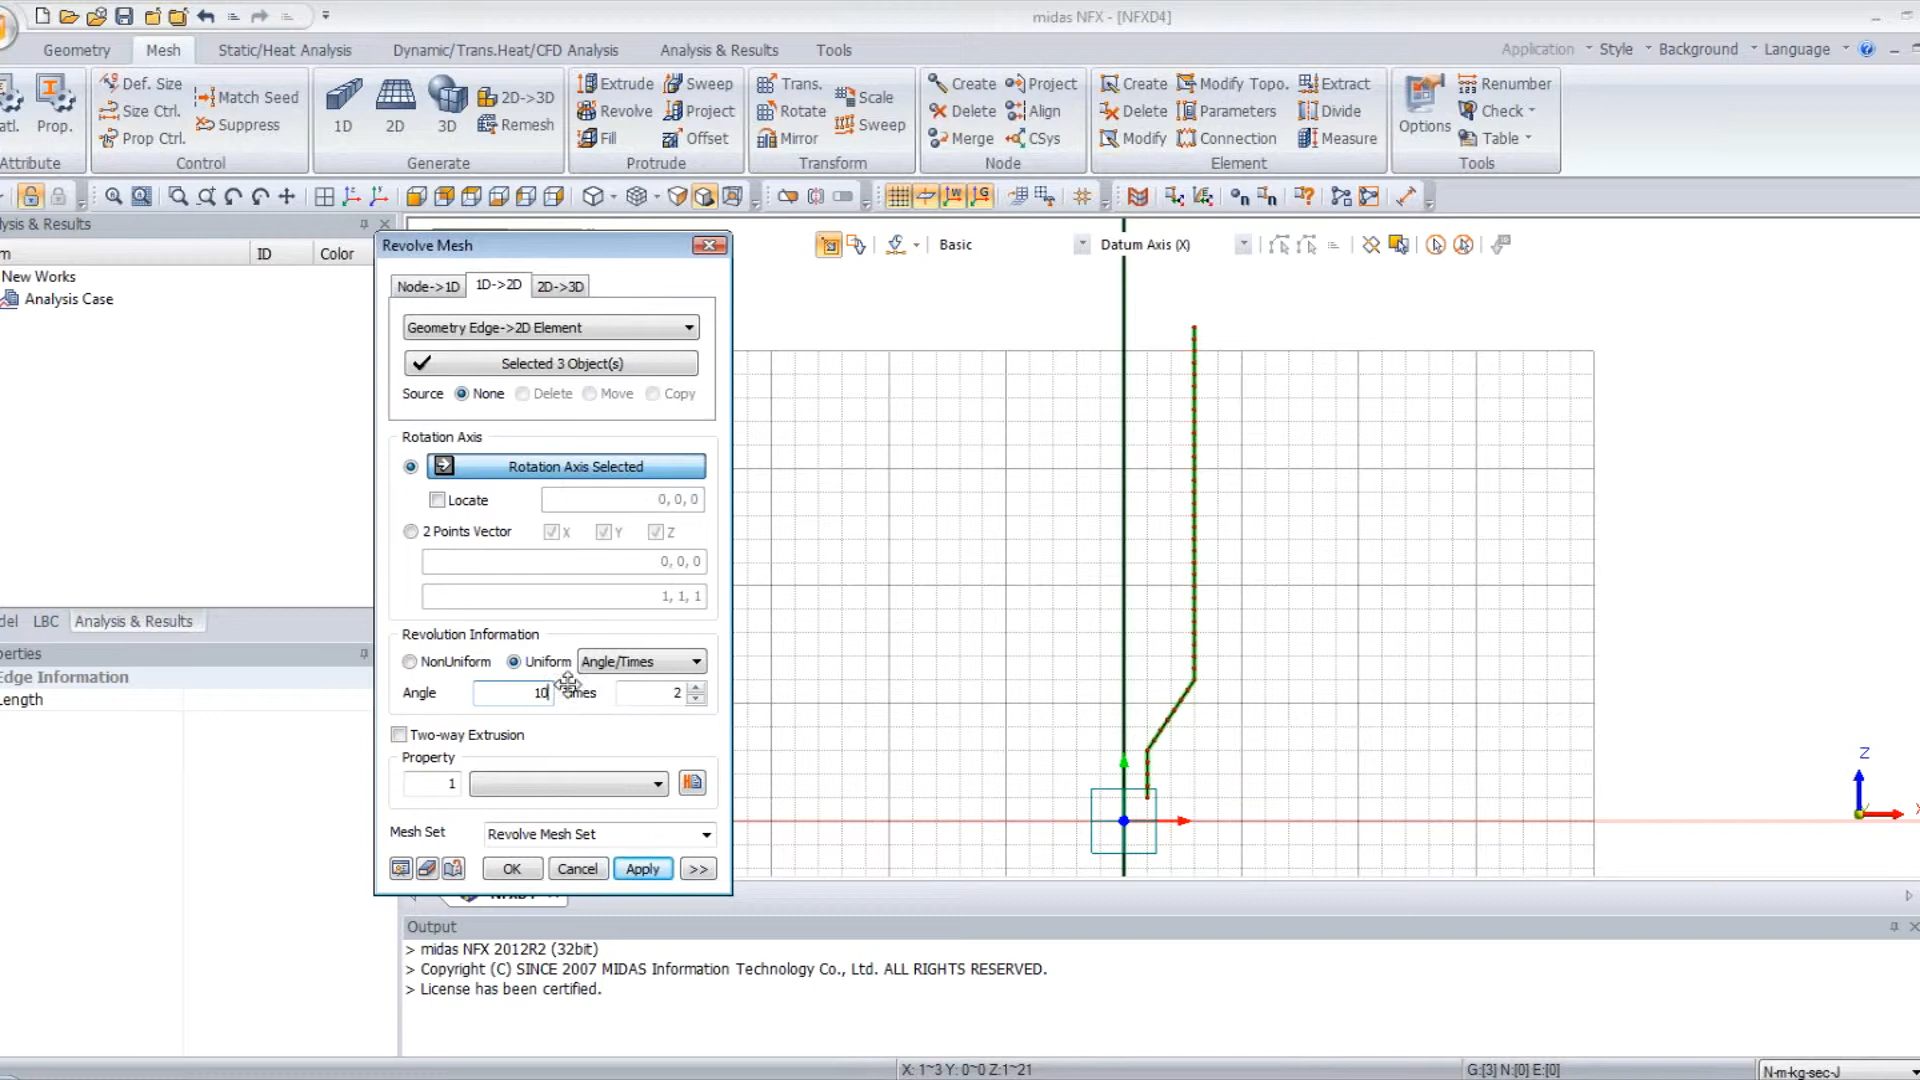 midas NFX - [NFXD4]
Geometry Mesh Static/Heat Analysis Dynamic/Trans.Heat/CFD Analysis Analysis & Results Tools Application Style Background Language
Def. Size Match Seed
Size Ctrl. Suppress
Prop Ctrl.
Prop.
Attribute
Control
1D 2D 3D 2D->3D
Remesh
Generate
Extrude Sweep
Revolve Project
Fill Offset
Protrude
Trans. Scale
Rotate Sweep
Mirror
Transform
Create Project
Delete Align
Merge CSys
Node
Create Modify Topo. Extract
Delete Parameters Divide
Modify Connection Measure
Element
Options
Renumber
Check
Table
Tools
ysis & Results
m ID Color
New Works
Analysis Case
del LBC Analysis & Results
erties
Edge Information
Length
Basic Datum Axis (X)
Revolve Mesh
Node->1D 1D->2D 2D->3D
Geometry Edge->2D Element
Selected 3 Object(s)
Source None Delete Move Copy
Rotation Axis
Rotation Axis Selected
Locate 0, 0, 0
2 Points Vector X Y Z
0, 0, 0
1, 1, 1
Revolution Information
NonUniform Uniform Angle/Times
Angle 10 2
Two-way Extrusion
Property
1
Mesh Set Revolve Mesh Set
OK Cancel Apply >>
Z
Output
> midas NFX 2012R2 (32bit)
> Copyright (C) SINCE 2007 MIDAS Information Technology Co., Ltd. ALL RIGHTS RESERVED.
> License has been certified.
X: 1~3 Y: 0~0 Z:1~21 G:[3] N:[0] E:[0] N-m-kg-sec-J